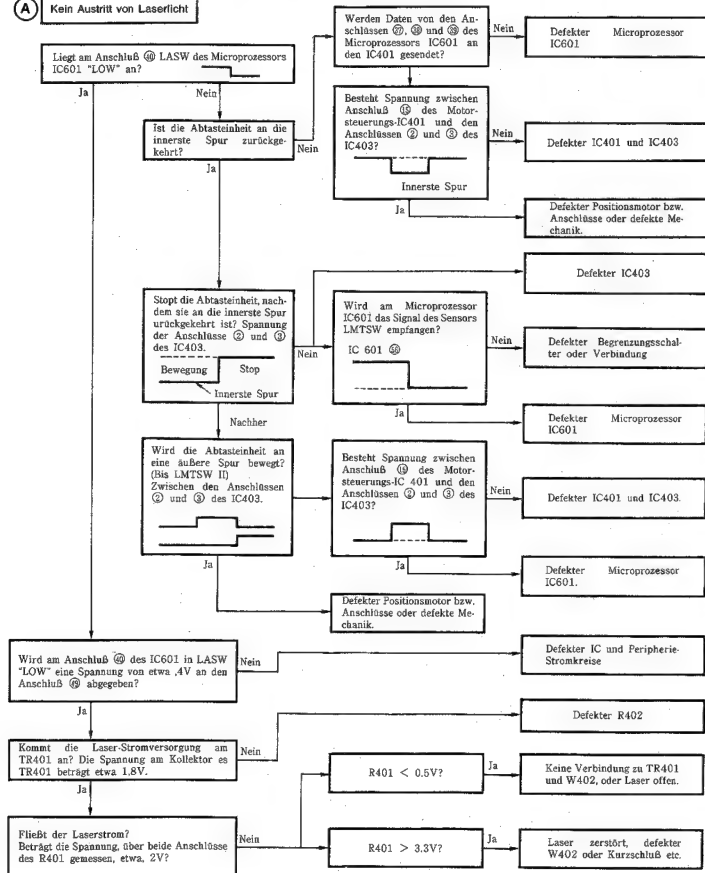 A Kein Austritt von Laserlicht
Liegt am Anschluß ㊵ LASW des Microprozessors
IC601 "LOW" an?
Ja
Nein
Werden Daten von den An-
schlüssen ㉗, ㉘ und ㉙ des
Microprozessors IC601 an
den IC401 gesendet?
Nein
Defekter Microprozessor
IC601
Ist die Abtasteinheit an die
innerste Spur zurückge-
kehrt?
Nein
Ja
Besteht Spannung zwischen
Anschluß ⑮ des Motor-
steuerungs-IC401 und den
Anschlüssen ② und ③ des
IC403?
Innerste Spur
Nein
Defekter IC401 und IC403
Ja
Defekter Positionsmotor bzw.
Anschlüsse oder defekte Me-
chanik.
Stopt die Abtasteinheit, nach-
dem sie an die innerste Spur
urückgekehrt ist? Spannung
der Anschlüsse ② und ③
des IC403.
Bewegung Stop
Innerste Spur
Nein
Defekter IC403
Wird am Microprozessor
IC601 das Signal des Sensors
LMTSW empfangen?
IC 601
Nein
Defekter Begrenzungsschal-
ter oder Verbindung
Ja
Defekter Microprozessor
IC601
Nachher
Wird die Abtasteinheit an
eine äußere Spur bewegt?
(Bis LMTSW II)
Zwischen den Anschlüssen
② und ③ des IC403.
Besteht Spannung zwischen
Anschluß ⑮ des Motor-
steuerungs-IC 401 und den
Anschlüssen ② und ③ des
IC403?
Nein
Defekter IC401 und IC403.
Ja
Defekter Microprozessor
IC601.
Ja
Defekter Positionsmotor bzw.
Anschlüsse oder defekte Me-
chanik.
Wird am Anschluß ㊵ des IC601 in LASW
"LOW" eine Spannung von etwa ,4V an den
Anschluß abgegeben?
Nein
Defekter IC und Peripherie-
Stromkreise
Ja
Kommt die Laser-Stromversorgung am
TR401 an? Die Spannung am Kollektor es
TR401 beträgt etwa 1,8V.
Nein
Defekter R402
Ja
Fließt der Laserstrom?
Beträgt die Spannung, über beide Anschlüsse
des R401 gemessen, etwa, 2V?
Nein
R401 < 0.5V?
Ja
Keine Verbindung zu TR401
und W402, oder Laser offen.
R401 > 3.3V?
Ja
Laser zerstört, defekter
W402 oder Kurzschluß etc.